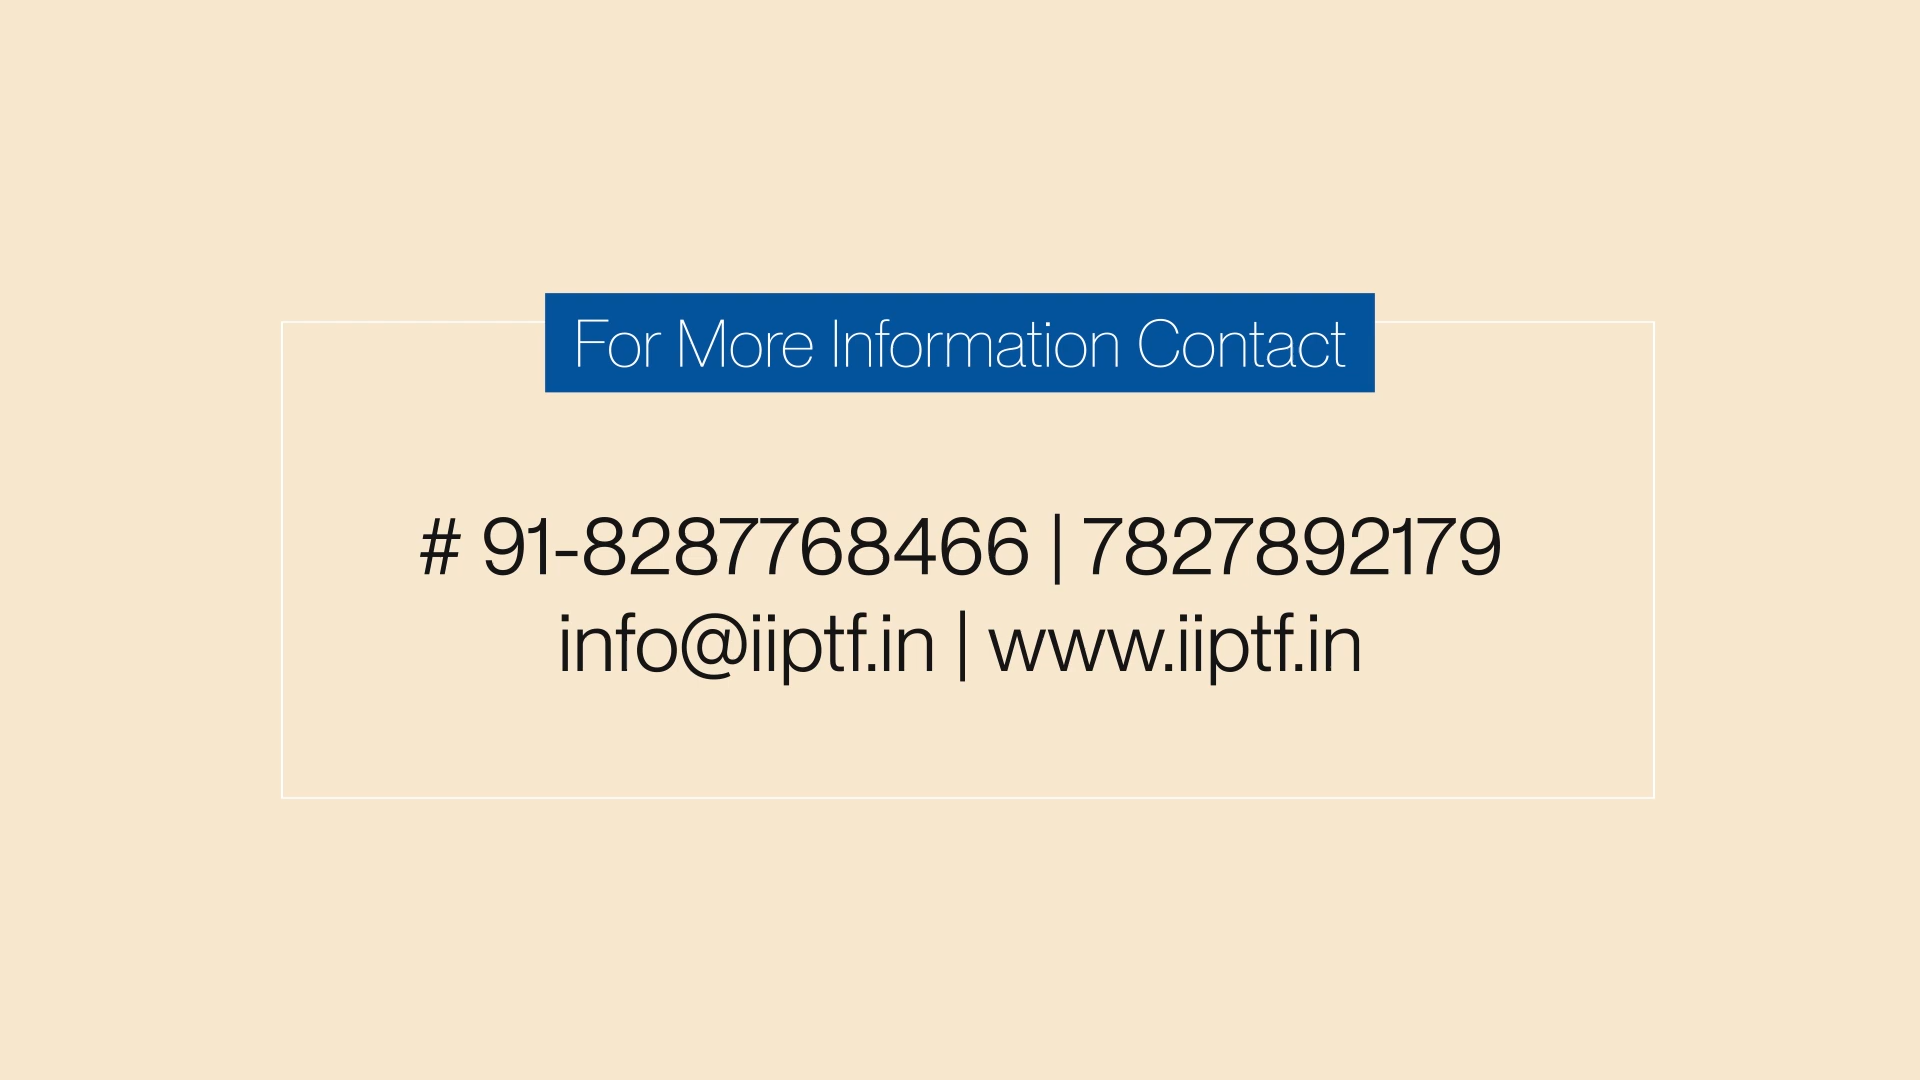 For More Information Contact
# 91-8287768466 | 7827892179
info@iiptf.in | www.iiptf.in